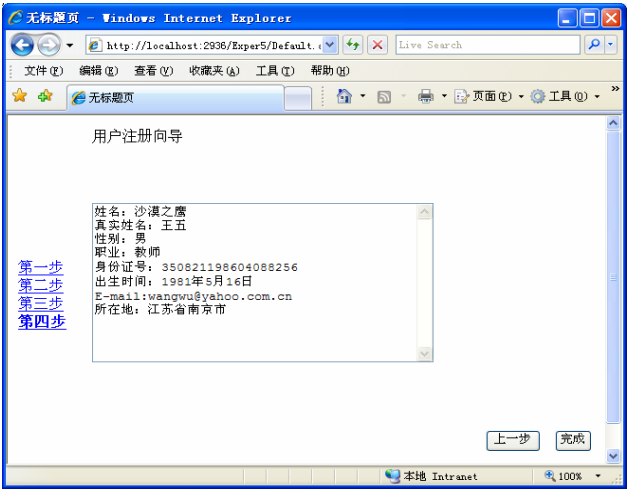 无标题页 - Windows Internet Explorer
http://localhost:2936/Exper5/Default.
Live Search
文件(F) 编辑(E) 查看(V) 收藏夹(A) 工具(T) 帮助(H)
无标题页
页面(P) 工具(O) »
用户注册向导
姓名：沙漠之鹰
真实姓名：王五
性别：男
职业：教师
身份证号：350821198604088256
出生时间：1981年5月16日
E-mail:wangwu@yahoo.com.cn
所在地：江苏省南京市
第一步
第二步
第三步
第四步
上一步 完成
本地 Intranet 100%